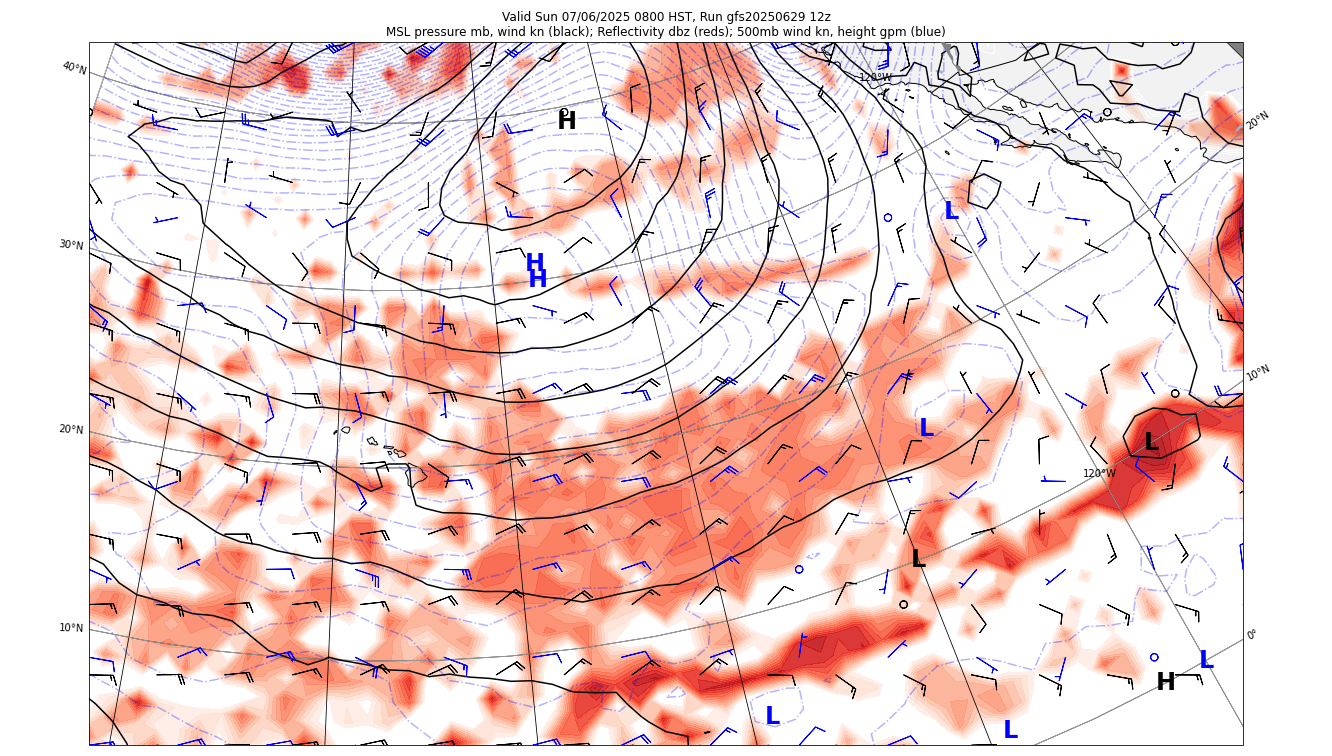 Valid Sun 07/06/2025 0800 HST, Run gfs20250629 12z
MSL pressure mb, wind kn (black); Reflectivity dbz (reds); 500mb wind kn, height gpm (blue)
40°N
120°W
20°N
H
L
30°N
H
H
10°N
20°N
L
L
120°W
L
10°N
0°
L
H
L
L